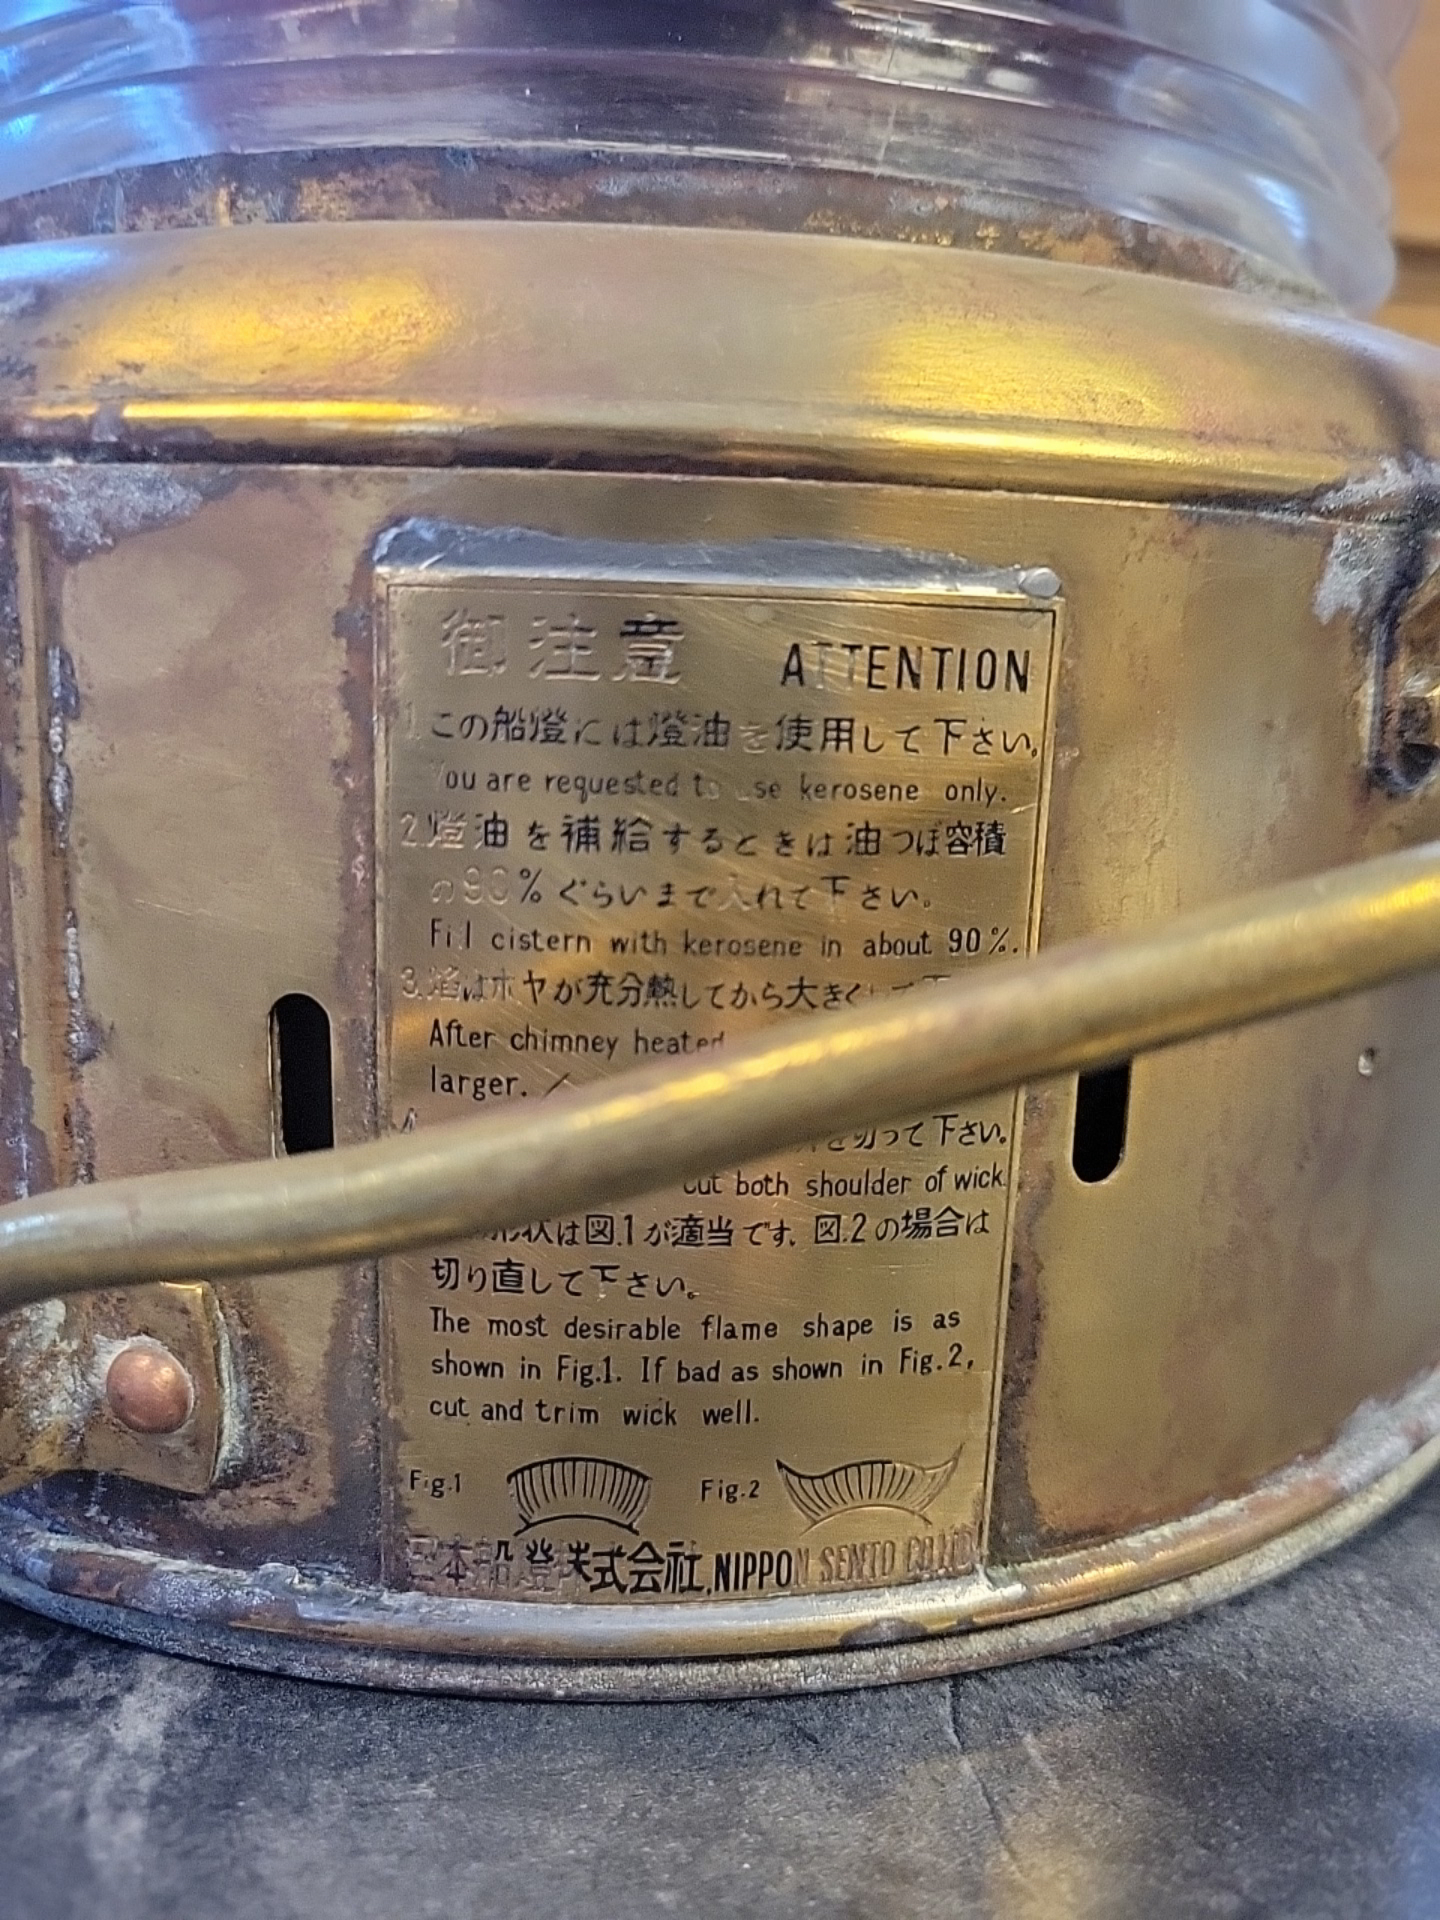 御注意 ATTENTION
1. この船燈には燈油を使用して下さい。
You are requested to use kerosene only.
2. 燈油を補給するときは油つぼ容積
の90%ぐらいまで入れて下さい。
Fill cistern with kerosene in about 90%.
3. 焰はホヤが充分熱してから大きくして下
After chimney heated
larger.
4.
を切って下さい。
cut both shoulder of wick.
形状は図.1が適当です。図.2の場合は
切り直して下さい。
The most desirable flame shape is as
shown in Fig.1. If bad as shown in Fig.2,
cut and trim wick well.
Fig.1 Fig.2
日本船燈株式会社. NIPPON SENTO CO.LTD.